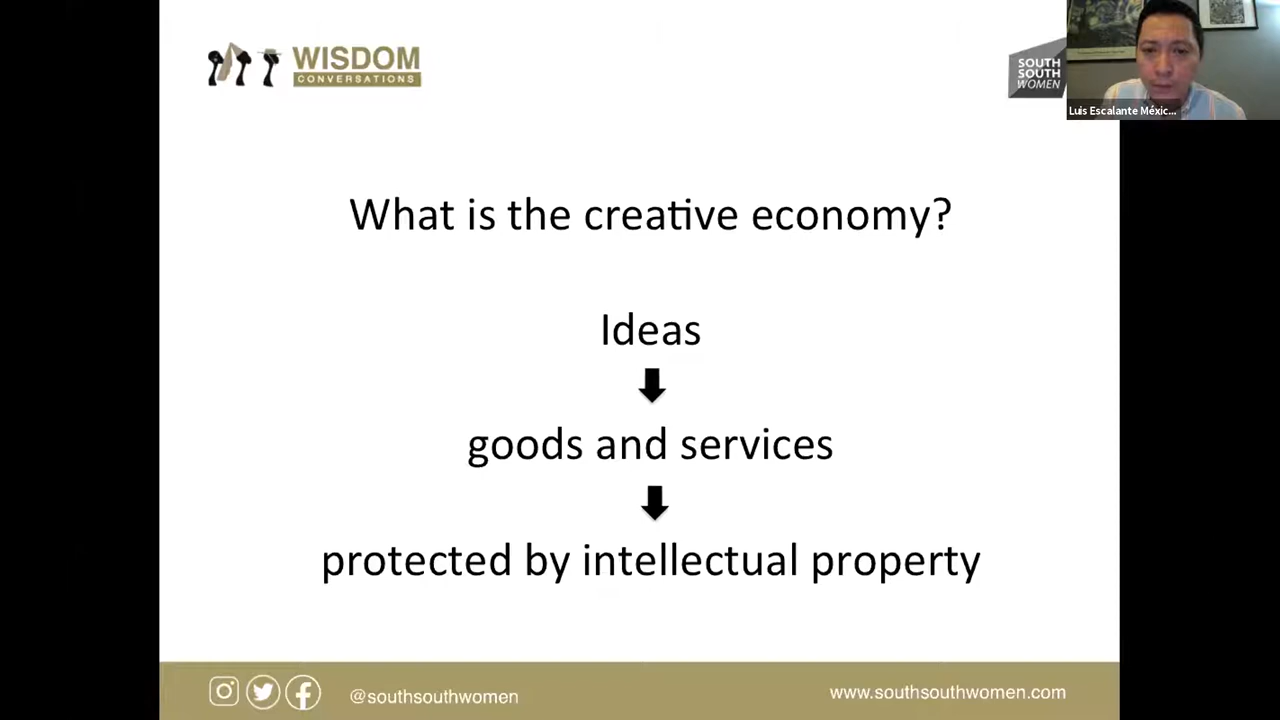 WISDOM
CONVERSATIONS
SOUTH
SOUTH
WOMEN
Luis Escalante Méxic...
What is the creative economy?
Ideas
goods and services
protected by intellectual property
@southsouthwomen
www.southsouthwomen.com